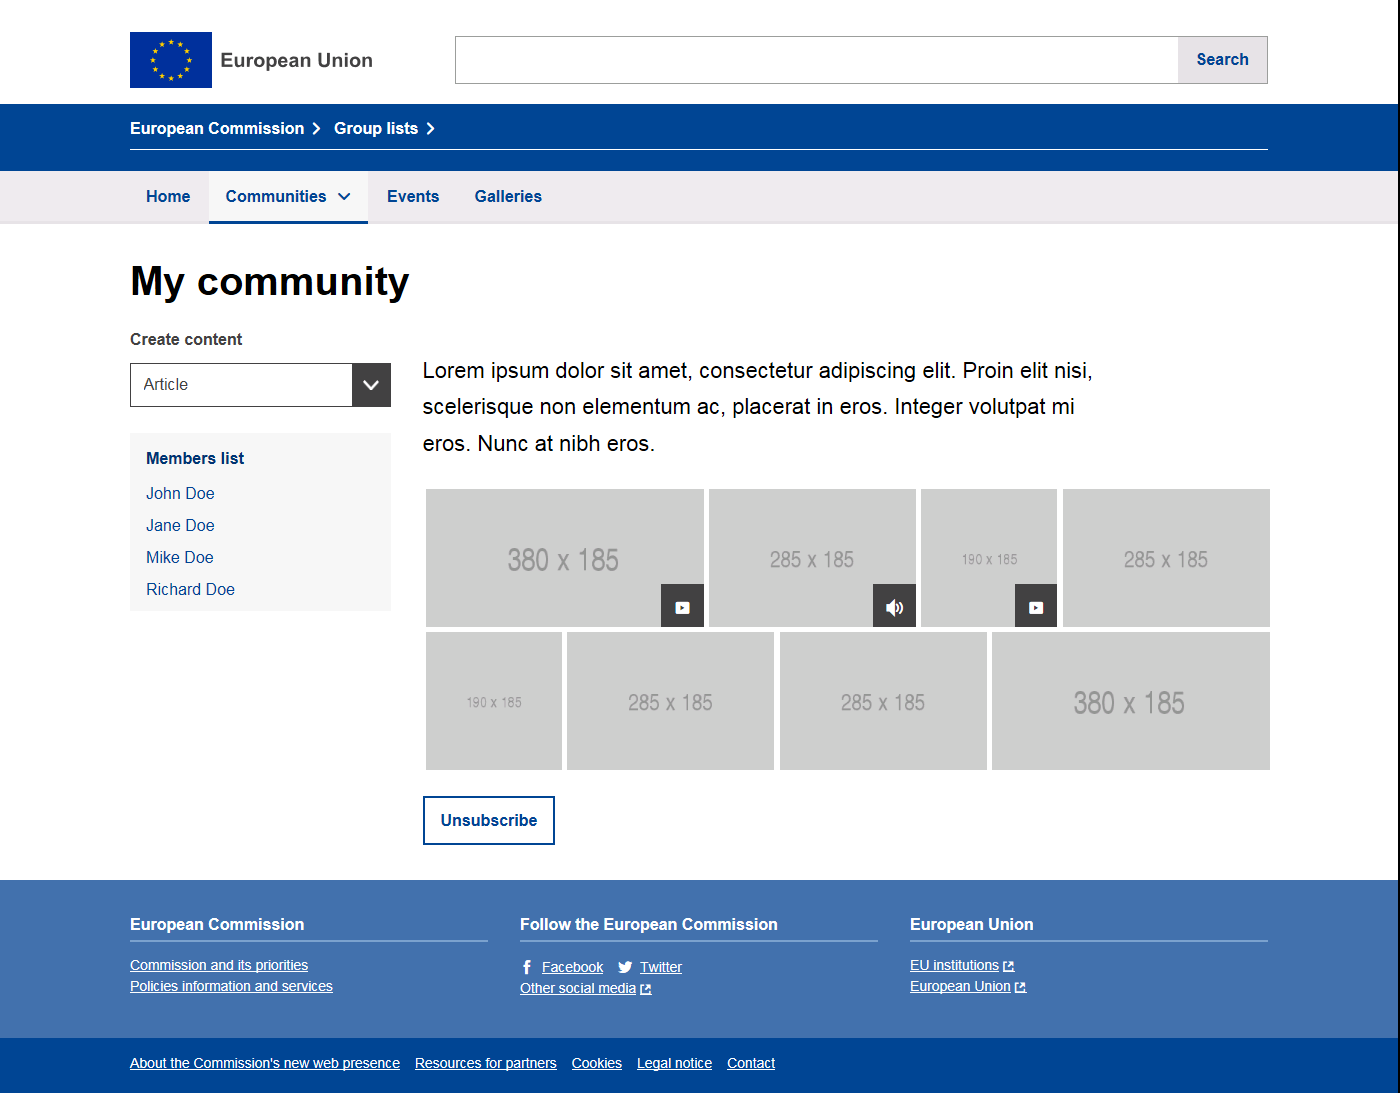 European Union
Search
European Commission
Group lists
Home
Communities
Events
Galleries
My community
Create content
Article
Members list
John Doe
Jane Doe
Mike Doe
Richard Doe
Lorem ipsum dolor sit amet, consectetur adipiscing elit. Proin elit nisi,
scelerisque non elementum ac, placerat in eros. Integer volutpat mi
eros. Nunc at nibh eros.
380 x 185
285 x 185
190 x 185
285 x 185
190 x 185
285 x 185
285 x 185
380 x 185
Unsubscribe
European Commission
Commission and its priorities
Policies information and services
Follow the European Commission
Facebook
Twitter
Other social media
European Union
EU institutions
European Union
About the Commission's new web presence
Resources for partners
Cookies
Legal notice
Contact